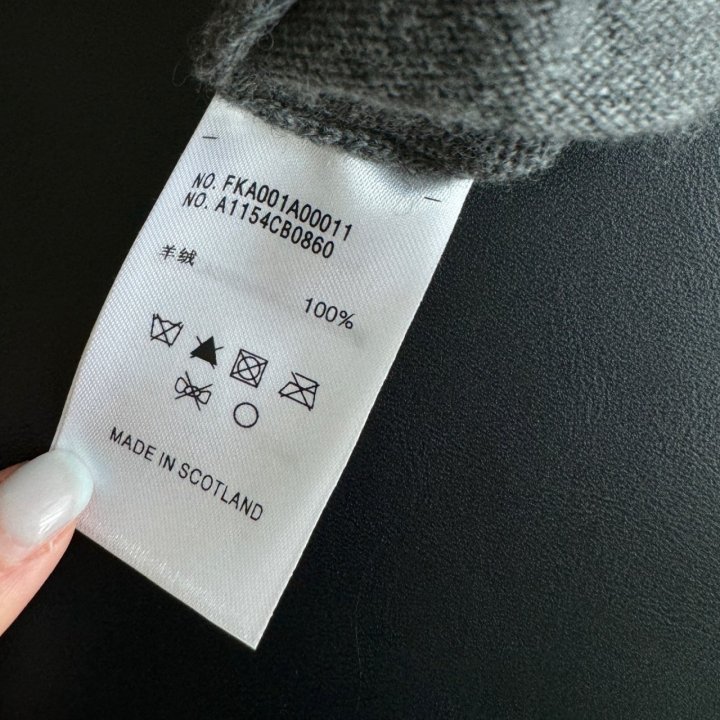 NO. FKA001A00011
NO. A1154CB0860
羊绒
100%
MADE IN SCOTLAND